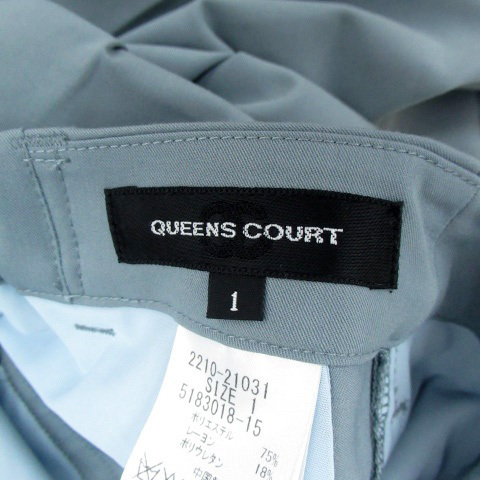 QUEENS COURT
1
2210-21031
SIZE 1
5183018-15
ポリエステル 75%
レーヨン 18%
ポリウレタン
中国